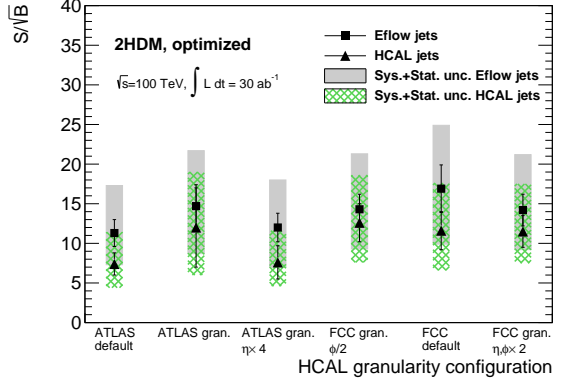 S/√B
40
35
30
25
20
15
10
5
0
2HDM, optimized
√s=100 TeV, ∫ L dt = 30 ab⁻¹
Eflow jets
HCAL jets
Sys.+Stat. unc. Eflow jets
Sys.+Stat. unc. HCAL jets
ATLAS default
ATLAS gran.
ATLAS gran. η× 4
FCC gran. ϕ/2
FCC default
FCC gran. η,ϕ× 2
HCAL granularity configuration